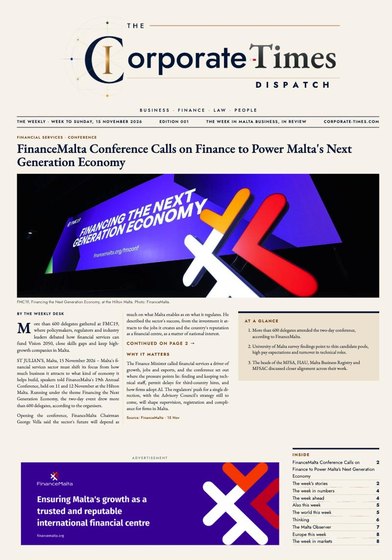 THE
Corporate Times
DISPATCH
BUSINESS · FINANCE · LAW · PEOPLE
THE WEEKLY · WEEK TO SUNDAY, 15 NOVEMBER 2026
EDITION 001
THE WEEK IN MALTA BUSINESS, IN REVIEW
CORPORATE-TIMES.COM
FINANCIAL SERVICES · CONFERENCE
FinanceMalta Conference Calls on Finance to Power Malta's Next
Generation Economy
FINANCING THE NEXT
GENERATION ECONOMY
financemalta.org/fmconf
FMC19, Financing the Next Generation Economy, at the Hilton Malta. Photo: FinanceMalta
BY THE WEEKLY DESK
More than 600 delegates gathered at FMC19,
where policymakers, regulators and industry
leaders debated how financial services can
fund Vision 2050, close skills gaps and keep high-
growth companies in Malta.
ST JULIAN'S, Malta, 15 November 2026 – Malta's fi-
nancial services sector must shift its focus from how
much business it attracts to what kind of economy it
helps build, speakers told FinanceMalta's 19th Annual
Conference, held on 11 and 12 November at the Hilton
Malta. Running under the theme Financing the Next
Generation Economy, the two-day event drew more
than 600 delegates, according to the organisers.
Opening the conference, FinanceMalta Chairman
George Vella said the sector's future will depend as
much on what Malta enables as on what it regulates. He
described the sector's success, from the investment it at-
tracts to the jobs it creates and the country's reputation
as a financial centre, as a matter of national interest.
CONTINUED ON PAGE 2 →
WHY IT MATTERS
The Finance Minister called financial services a driver of
growth, jobs and exports, and the conference set out
where the pressure points lie: finding and keeping tech-
nical staff, permit delays for third-country hires, and
how firms adopt AI. The regulators' push for a single di-
rection, with the Advisory Council's strategy still to
come, will shape supervision, registration and compli-
ance for firms in Malta.
Source: FinanceMalta · 15 Nov
AT A GLANCE
1. More than 600 delegates attended the two-day conference,
according to FinanceMalta.
2. University of Malta survey findings point to thin candidate pools,
high pay expectations and turnover in technical roles.
3. The heads of the MFSA, FIAU, Malta Business Registry and
MFSAC discussed closer alignment across their work.
ADVERTISEMENT
FinanceMalta
Ensuring Malta's growth as a
trusted and reputable
international financial centre
financemalta.org
INSIDE
FinanceMalta Conference Calls on 2
Finance to Power Malta's Next Generation
Economy
The week's stories 2
The week in numbers 4
The week ahead 4
Also this week 5
The world this week 5
Thinking 6
The Malta Observer 7
Europe this week 8
The week in markets 8